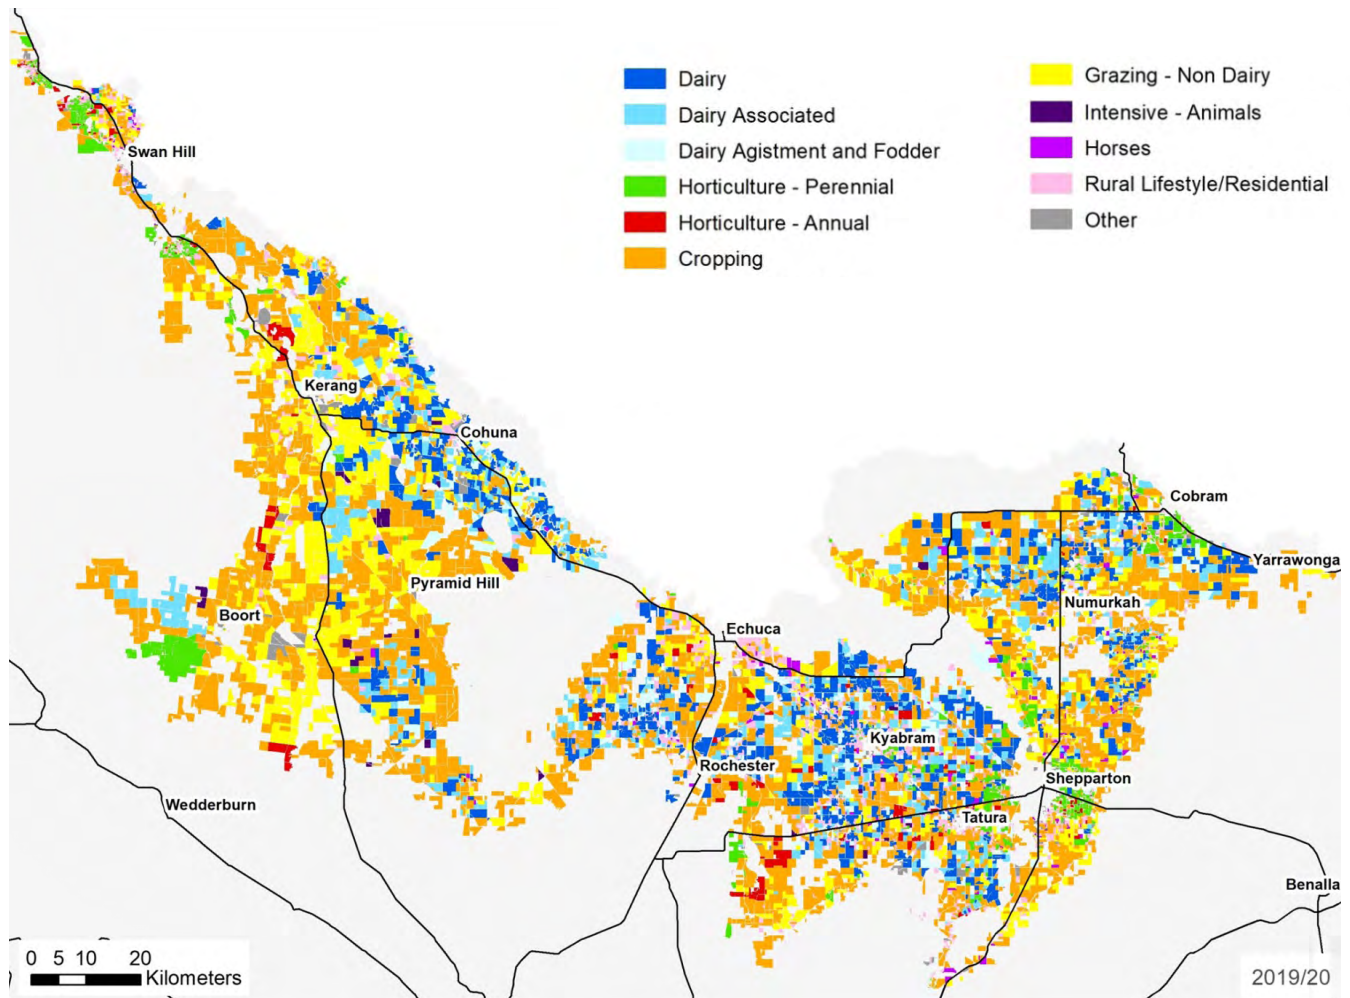 Dairy
Dairy Associated
Dairy Agistment and Fodder
Horticulture - Perennial
Horticulture - Annual
Cropping
Grazing - Non Dairy
Intensive - Animals
Horses
Rural Lifestyle/Residential
Other
Swan Hill
Kerang
Cohuna
Cobram
Yarrawonga
Pyramid Hill
Numurkah
Boort
Echuca
Kyabram
Rochester
Shepparton
Wedderburn
Tatura
Benalla
0 5 10 20
Kilometers
2019/20